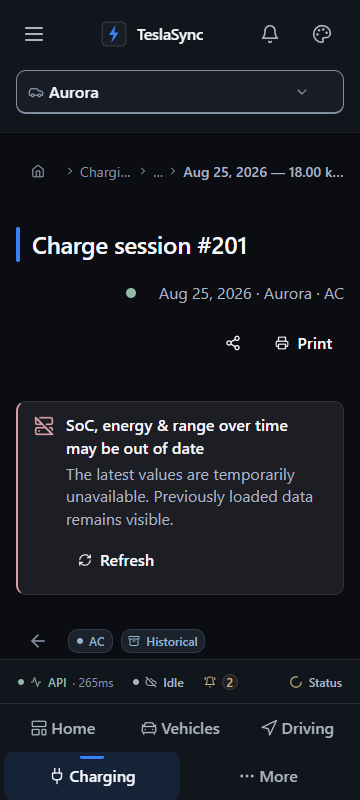 TeslaSync
Aurora
Chargi... ... Aug 25, 2026 — 18.00 k...
Charge session #201
Aug 25, 2026 · Aurora · AC
Print
SoC, energy & range over time
may be out of date
The latest values are temporarily
unavailable. Previously loaded data
remains visible.
Refresh
AC Historical
API · 265ms Idle 2 Status
Home Vehicles Driving
Charging More